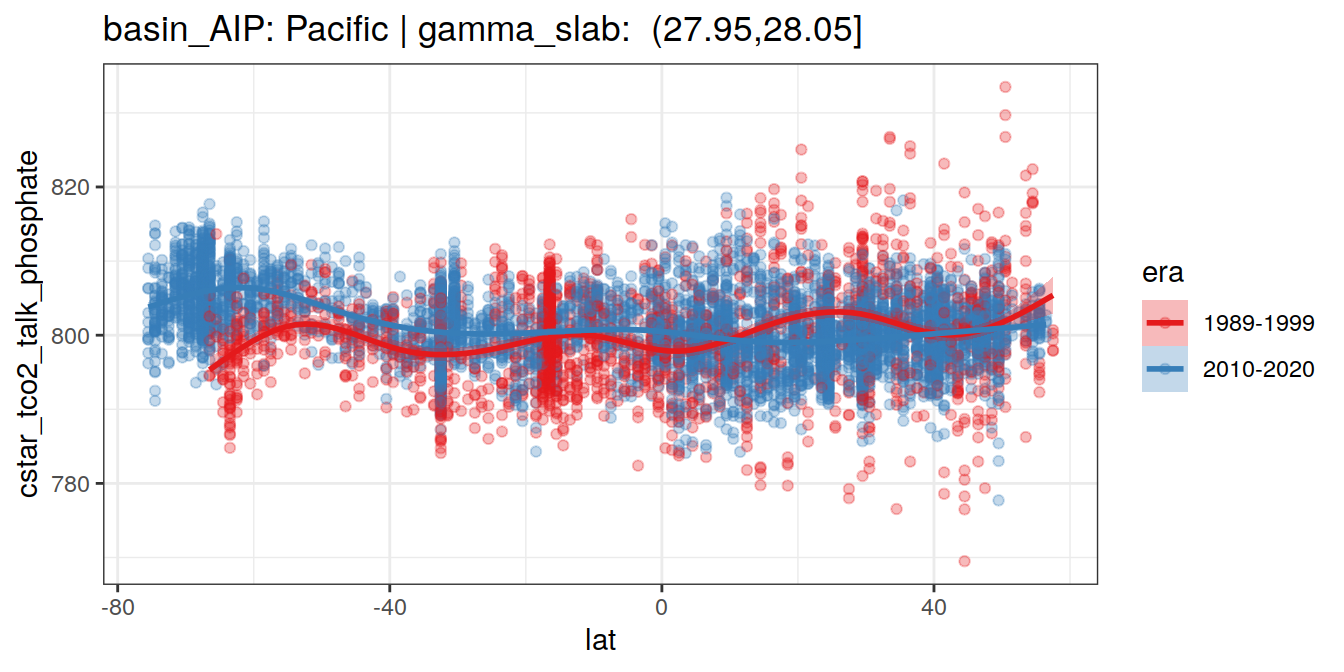 basin_AIP: Pacific | gamma_slab:  (27.95,28.05]
cstar_tco2_talk_phosphate
820
800
780
-80
-40
0
40
lat
era
1989-1999
2010-2020